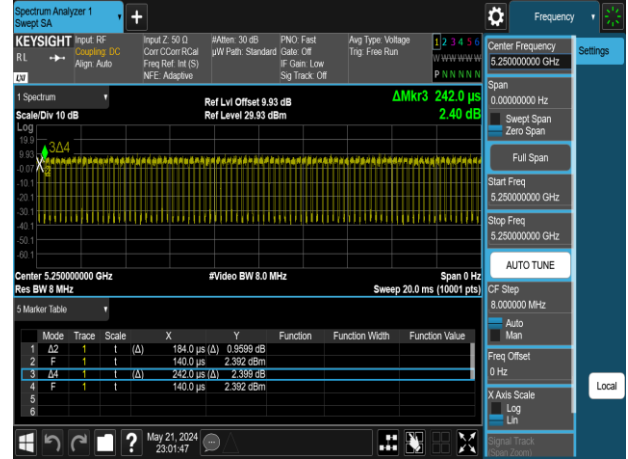 Spectrum Analyzer 1
Swept SA
+
Frequency
KEYSIGHT Input: RF Input Z: 50 Ω #Atten: 30 dB PNO: Fast Avg Type: Voltage 1 2 3 4 5 6
RL Coupling: DC Corr CCorr RCal µW Path: Standard Gate: Off Trig: Free Run W W W W W W
Align: Auto Freq Ref: Int (S) IF Gain: Low
LXI NFE: Adaptive Sig Track: Off P N N N N N
1 Spectrum
Ref Lvl Offset 9.93 dB ΔMkr3 242.0 µs
Scale/Div 10 dB Ref Level 29.93 dBm 2.40 dB
Log
19.9
9.93
-0.07
-10.1
-20.1
-30.1
-40.1
-50.1
-60.1
3Δ4
X
Center 5.250000000 GHz #Video BW 8.0 MHz Span 0 Hz
Res BW 8 MHz Sweep 20.0 ms (10001 pts)
5 Marker Table
Mode Trace Scale X Y Function Function Width Function Value
1 Δ2 1 t (Δ) 184.0 µs (Δ) 0.9599 dB
2 F 1 t 140.0 µs 2.392 dBm
3 Δ4 1 t (Δ) 242.0 µs (Δ) 2.399 dB
4 F 1 t 140.0 µs 2.392 dBm
5
6
? May 21, 2024
23:01:47
Center Frequency
5.250000000 GHz
Settings
Span
0.00000000 Hz
Swept Span
Zero Span
Full Span
Start Freq
5.250000000 GHz
Stop Freq
5.250000000 GHz
AUTO TUNE
CF Step
8.000000 MHz
Auto
Man
Freq Offset
0 Hz
Local
X Axis Scale
Log
Lin
Signal Track
(Span Zoom)